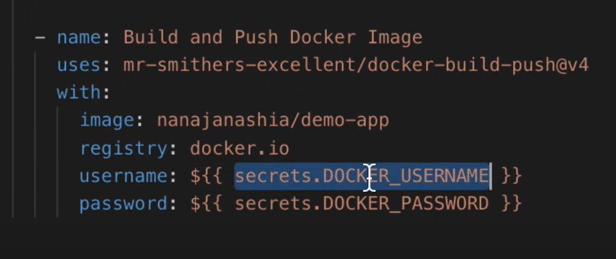 - name: Build and Push Docker Image
uses: mr-smithers-excellent/docker-build-push@v4
with:
image: nanajanashia/demo-app
registry: docker.io
username: ${{ secrets.DOCKER_USERNAME }}
password: ${{ secrets.DOCKER_PASSWORD }}